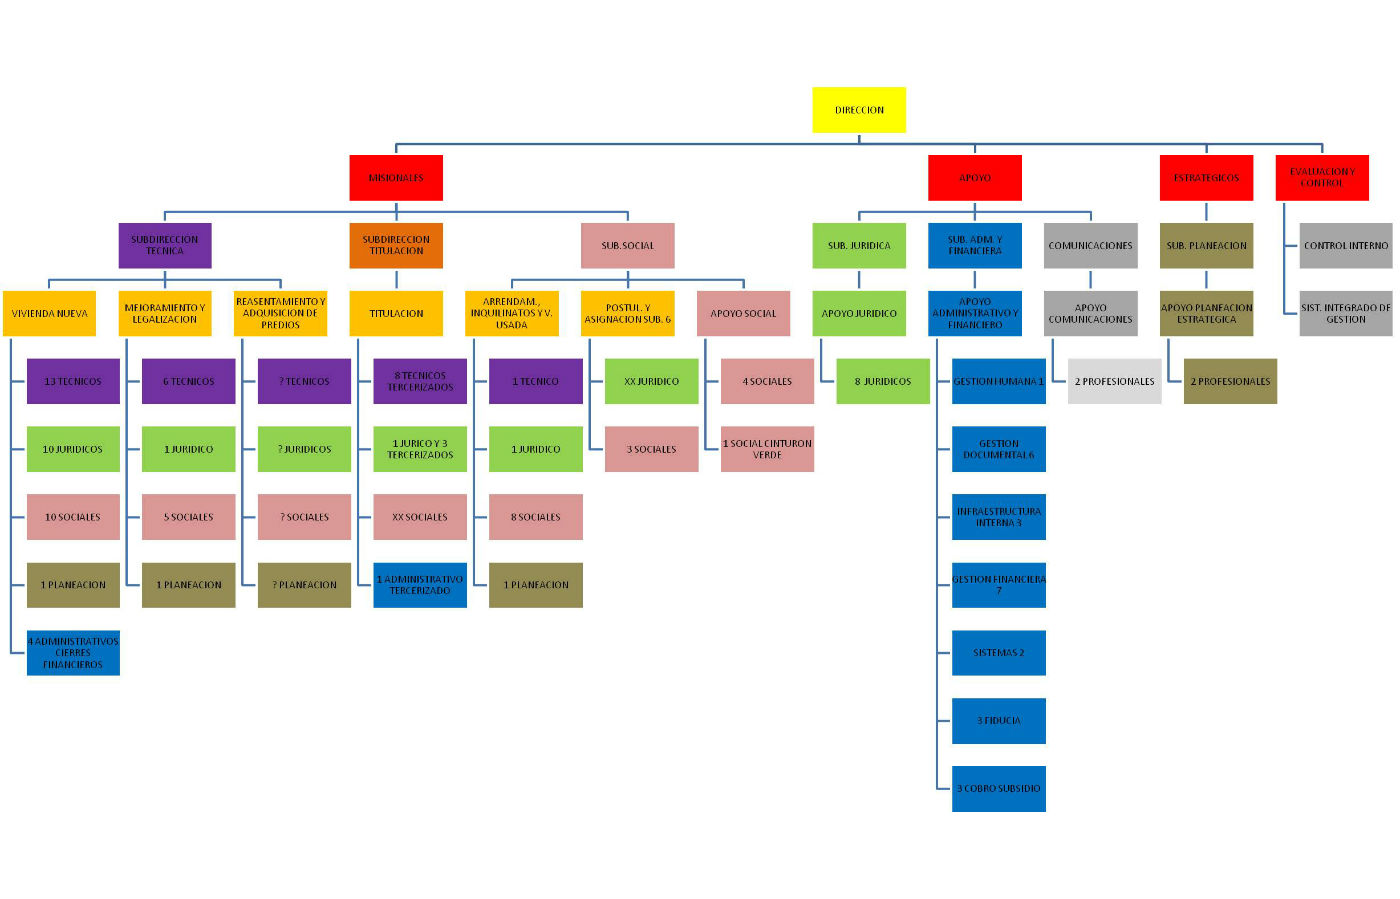 DIRECCION
MISIONALES
APOYO
ESTRATEGICOS
EVALUACION Y
CONTROL
SUBDIRECCION
TECNICA
SUBDIRECCION
TITULACION
SUB.SOCIAL
SUB. JURIDICA
SUB. ADM. Y
FINANCIERA
COMUNICACIONES
SUB. PLANEACION
CONTROL INTERNO
VIVIENDA NUEVA
MEJORAMIENTO Y
LEGALIZACION
REASENTAMIENTO Y
ADQUISICION DE
PREDIOS
TITULACION
ARRENDAM.,
INQUILINATOS Y V.
USADA
POSTUL. Y
ASIGNACION SUB. 6
APOYO SOCIAL
APOYO JURIDICO
APOYO
ADMINISTRATIVO Y
FINANCIERO
APOYO
COMUNICACIONES
APOYO PLANEACION
ESTRATEGICA
SIST. INTEGRADO DE
GESTION
13 TECNICOS
6 TECNICOS
? TECNICOS
8 TECNICOS
TERCERIZADOS
1 TECNICO
XX JURIDICO
4 SOCIALES
8 JURIDICOS
GESTION HUMANA 1
2 PROFESIONALES
2 PROFESIONALES
10 JURIDICOS
1 JURIDICO
? JURIDICOS
1 JURICO Y 3
TERCERIZADOS
1 JURIDICO
3 SOCIALES
1 SOCIAL CINTURON
VERDE
GESTION
DOCUMENTAL 6
10 SOCIALES
5 SOCIALES
? SOCIALES
XX SOCIALES
8 SOCIALES
INFRAESTRUCTURA
INTERNA 3
1 PLANEACION
1 PLANEACION
? PLANEACION
1 ADMINISTRATIVO
TERCERIZADO
1 PLANEACION
GESTION FINANCIERA
7
4 ADMINISTRATIVOS
CIERRES
FINANCIEROS
SISTEMAS 2
3 FIDUCIA
3 COBRO SUBSIDIO